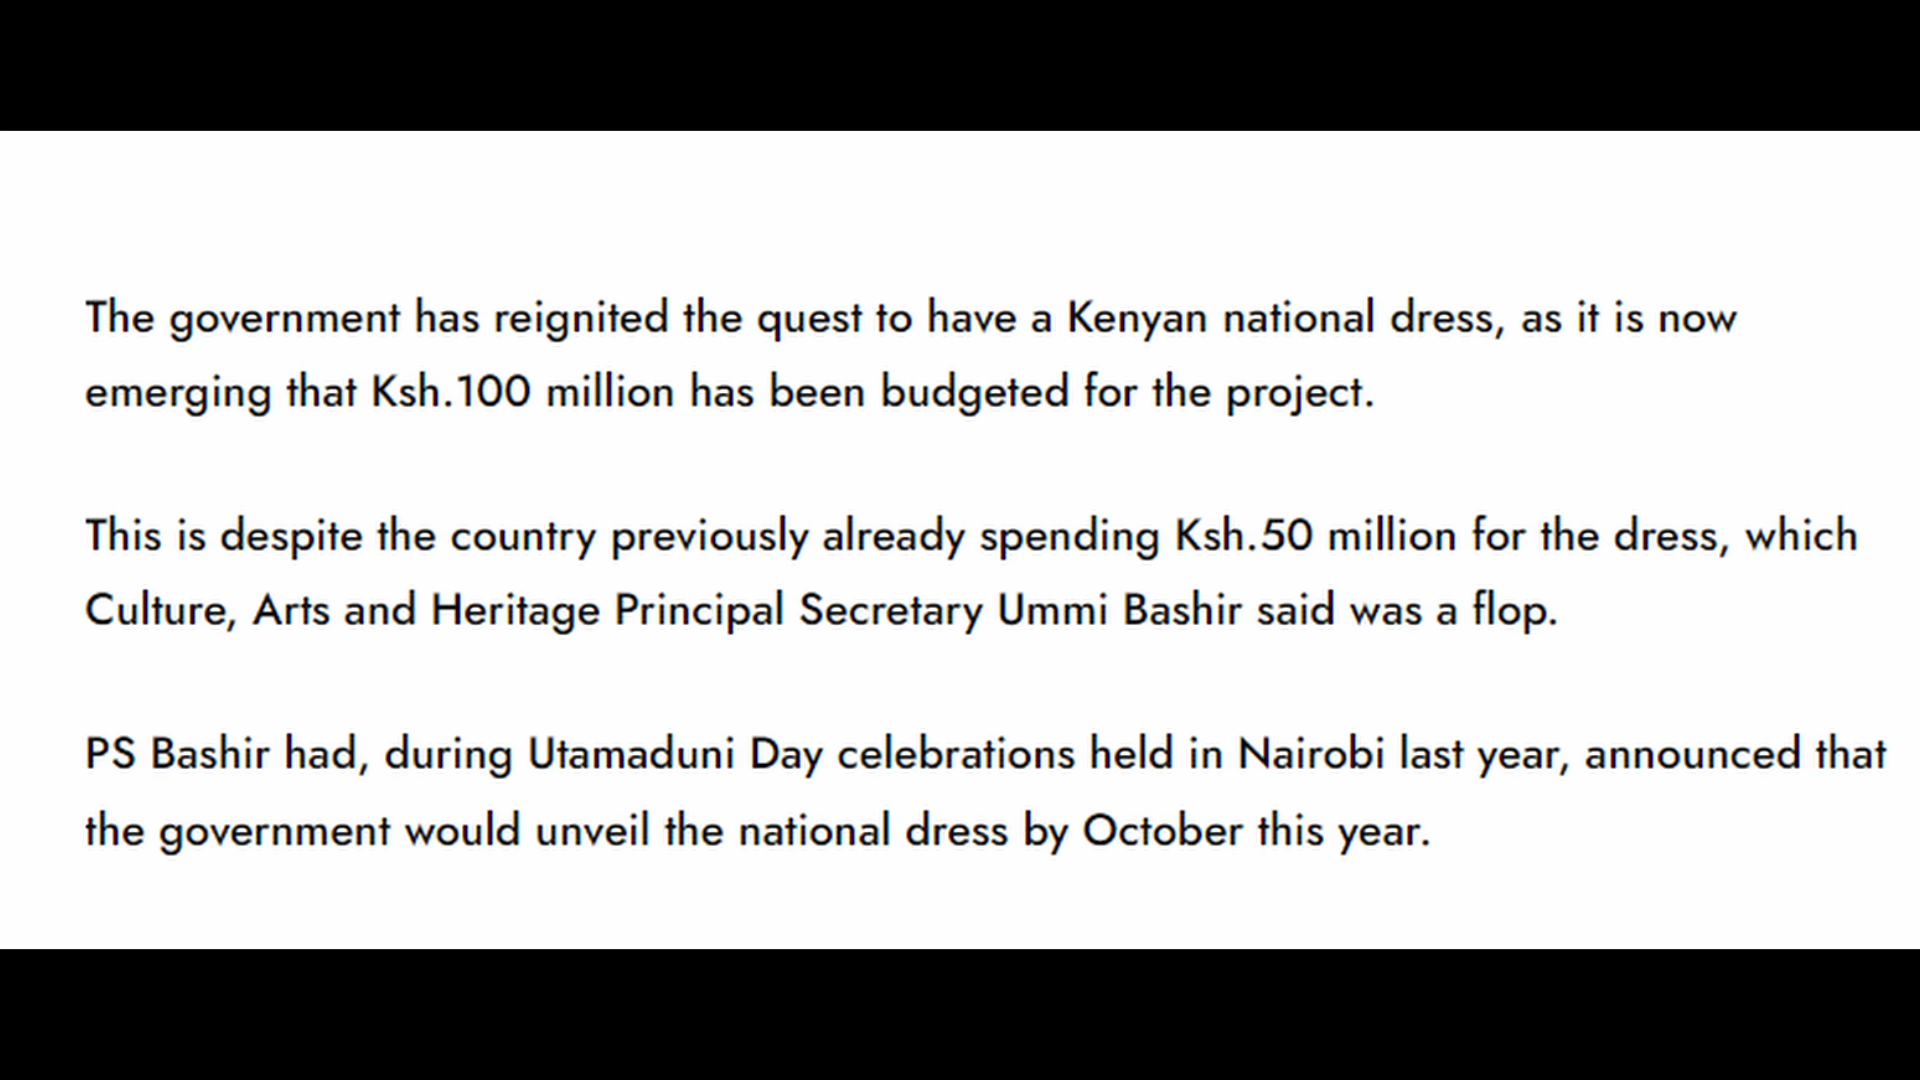 The government has reignited the quest to have a Kenyan national dress, as it is now
emerging that Ksh.100 million has been budgeted for the project.
This is despite the country previously already spending Ksh.50 million for the dress, which
Culture, Arts and Heritage Principal Secretary Ummi Bashir said was a flop.
PS Bashir had, during Utamaduni Day celebrations held in Nairobi last year, announced that
the government would unveil the national dress by October this year.